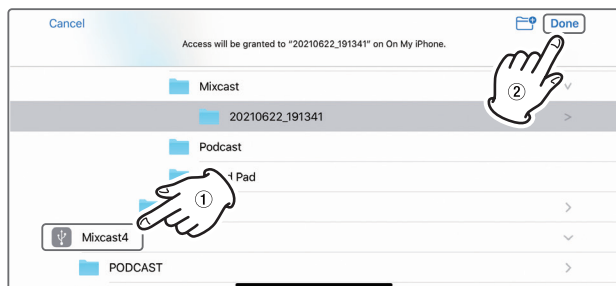 Cancel
Done
Access will be granted to “20210622_191341” on On My iPhone.
Mixcast
20210622_191341
Podcast
Pad
Mixcast4
PODCAST
1
2